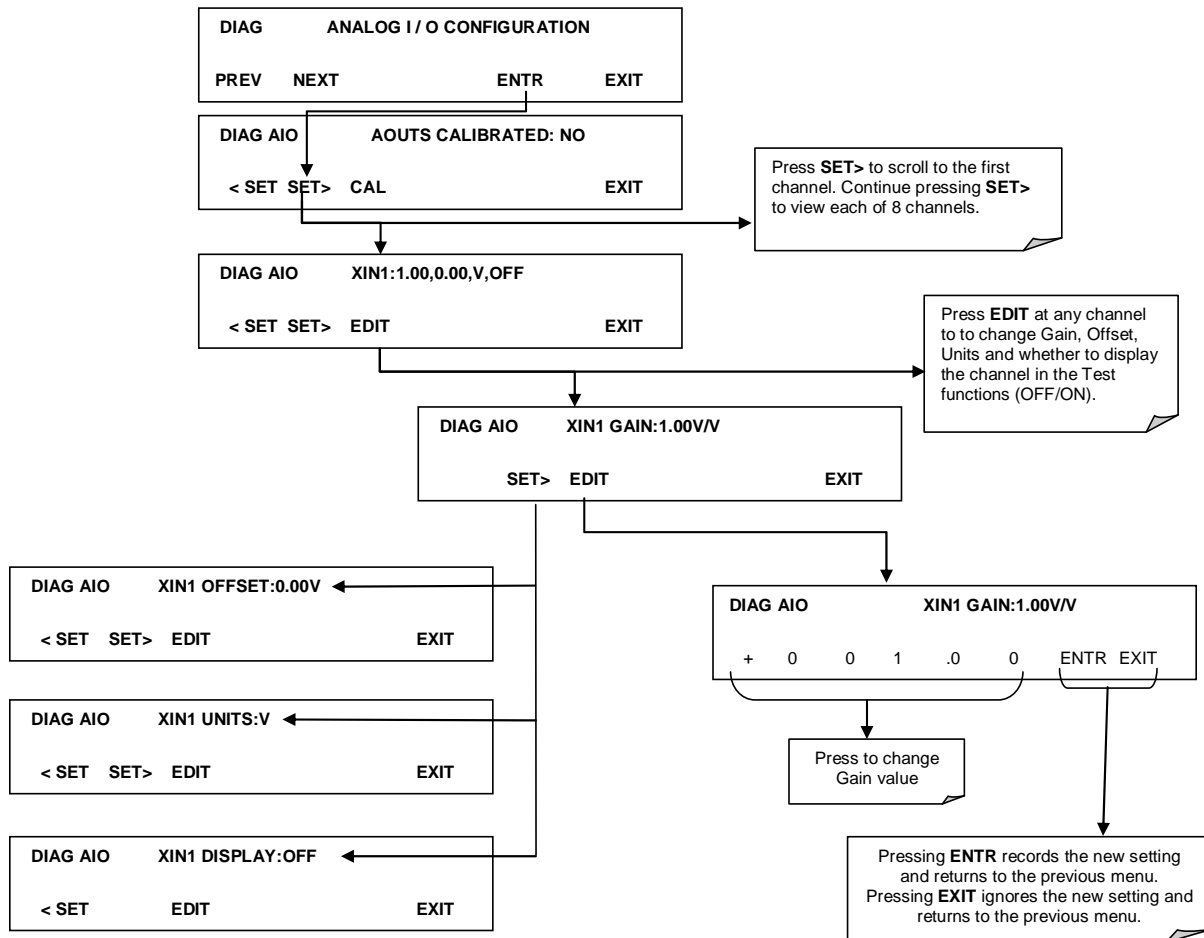 DIAG ANALOG I / O CONFIGURATION
PREV NEXT ENTR EXIT
DIAG AIO AOUTS CALIBRATED: NO
< SET SET> CAL EXIT
Press SET> to scroll to the first
channel. Continue pressing SET>
to view each of 8 channels.
DIAG AIO XIN1:1.00,0.00,V,OFF
< SET SET> EDIT EXIT
Press EDIT at any channel
to to change Gain, Offset,
Units and whether to display
the channel in the Test
functions (OFF/ON).
DIAG AIO XIN1 GAIN:1.00V/V
SET> EDIT EXIT
DIAG AIO XIN1 OFFSET:0.00V
< SET SET> EDIT EXIT
DIAG AIO XIN1 UNITS:V
< SET SET> EDIT EXIT
DIAG AIO XIN1 DISPLAY:OFF
< SET EDIT EXIT
DIAG AIO XIN1 GAIN:1.00V/V
+ 0 0 1 .0 0 ENTR EXIT
Press to change
Gain value
Pressing ENTR records the new setting
and returns to the previous menu.
Pressing EXIT ignores the new setting and
returns to the previous menu.